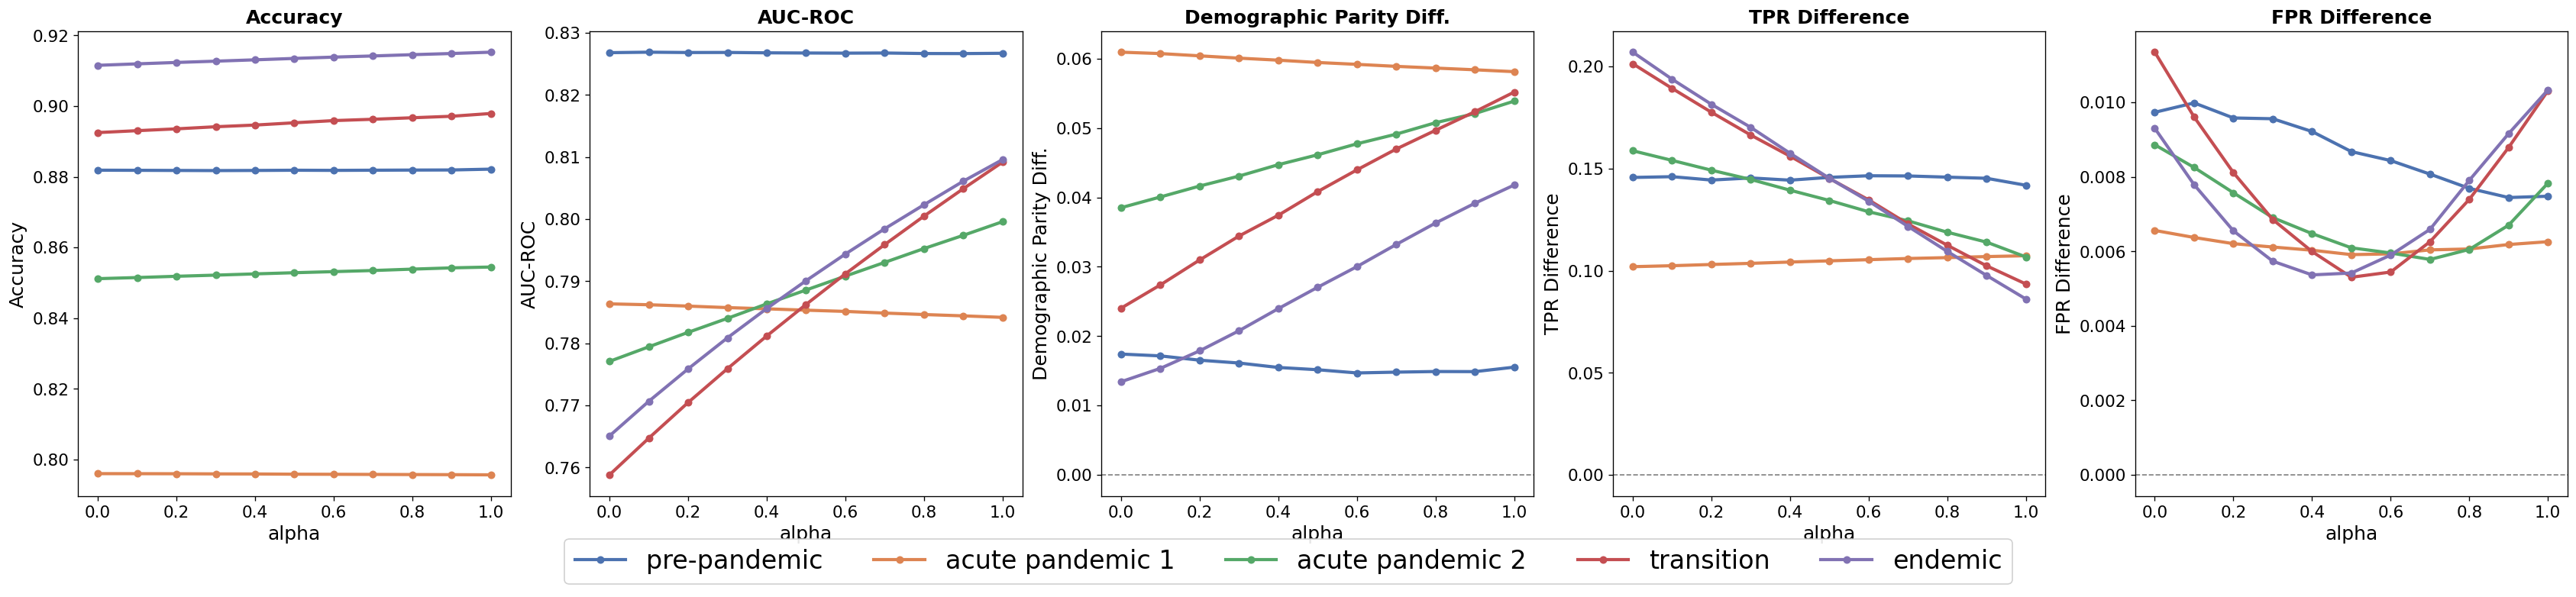 Accuracy
AUC-ROC
Demographic Parity Diff.
TPR Difference
FPR Difference
Accuracy
0.92
0.90
0.88
0.86
0.84
0.82
0.80
0.0 0.2 0.4 0.6 0.8 1.0
alpha
AUC-ROC
0.83
0.82
0.81
0.80
0.79
0.78
0.77
0.76
0.0 0.2 0.4 0.6 0.8 1.0
alpha
Demographic Parity Diff.
0.06
0.05
0.04
0.03
0.02
0.01
0.00
0.0 0.2 0.4 0.6 0.8 1.0
alpha
TPR Difference
0.20
0.15
0.10
0.05
0.00
0.0 0.2 0.4 0.6 0.8 1.0
alpha
FPR Difference
0.010
0.008
0.006
0.004
0.002
0.000
0.0 0.2 0.4 0.6 0.8 1.0
alpha
pre-pandemic acute pandemic 1 acute pandemic 2 transition endemic